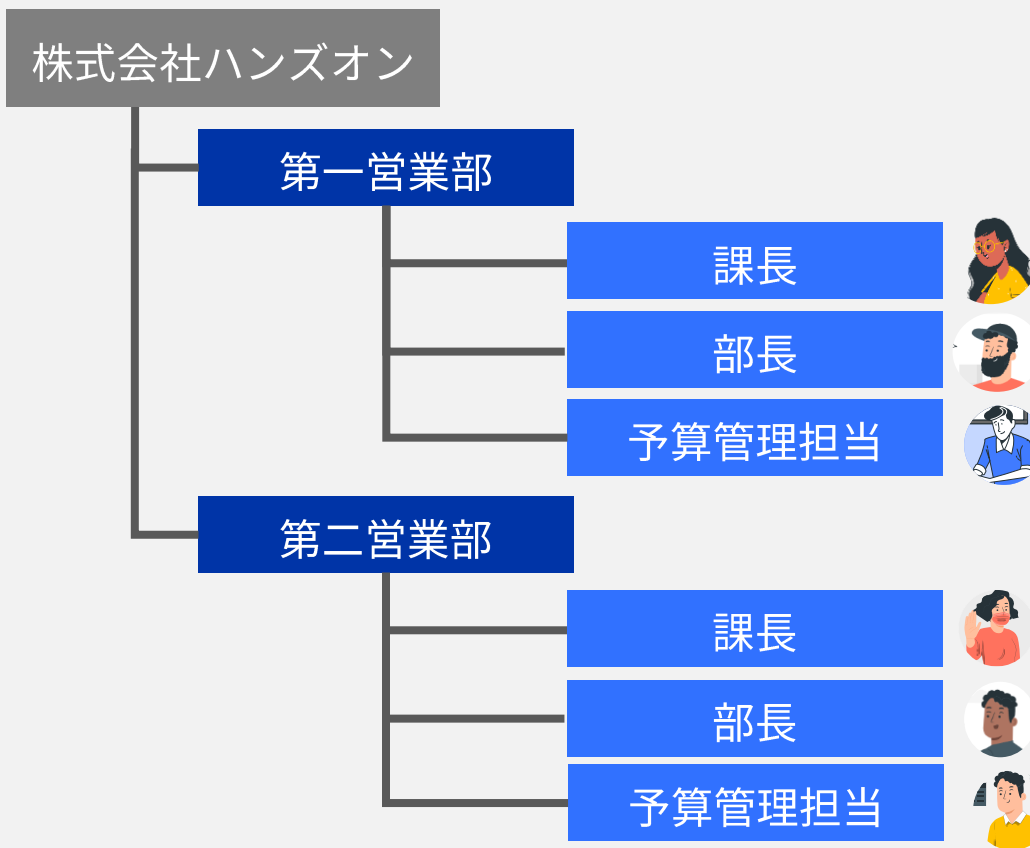 株式会社ハンズオン
第一営業部
課長
部長
予算管理担当
第二営業部
課長
部長
予算管理担当